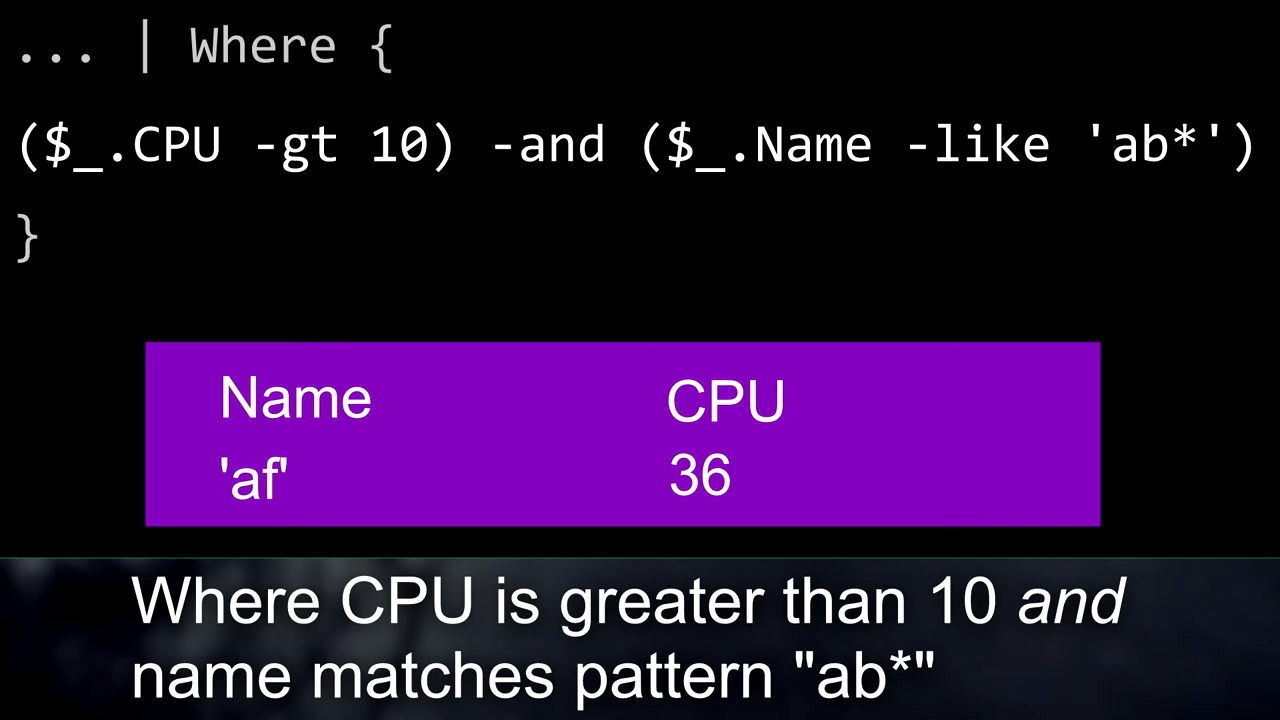 ... | Where {
($_.CPU -gt 10) -and ($_.Name -like 'ab*')
}
Name CPU
'af' 36
Where CPU is greater than 10 and
name matches pattern "ab*"